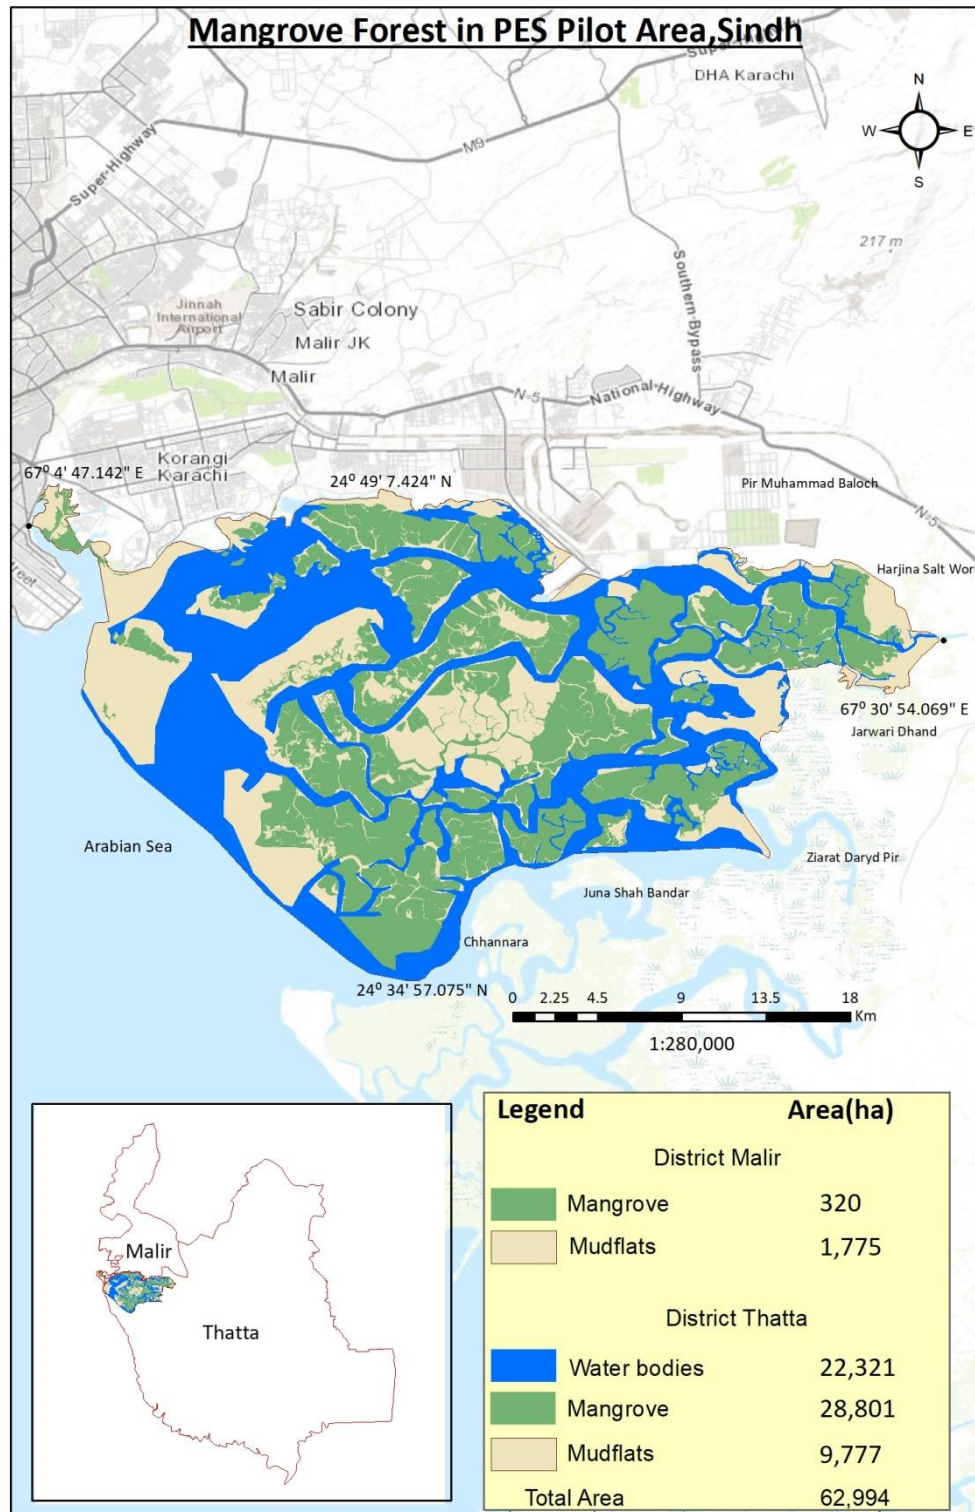 Mangrove Forest in PES Pilot Area,Sindh
Super-Highway
DHA Karachi
N
W
E
S
M9
Super-Highway
217 m
Southern-Bypass
Jinnah
International
Airport
Sabir Colony
Malir JK
Malir
N-5
National-Highway
Korangi
Karachi
67⁰ 4' 47.142" E
24⁰ 49' 7.424" N
Pir Muhammad Baloch
N-5
Harjina Salt Wor
67⁰ 30' 54.069" E
Jarwari Dhand
Arabian Sea
Ziarat Daryd Pir
Juna Shah Bandar
Chhannara
24⁰ 34' 57.075" N
0 2.25 4.5 9 13.5 18
Km
1:280,000
Malir
Thatta
Legend Area(ha)
District Malir
Mangrove 320
Mudflats 1,775
District Thatta
Water bodies 22,321
Mangrove 28,801
Mudflats 9,777
Total Area 62,994